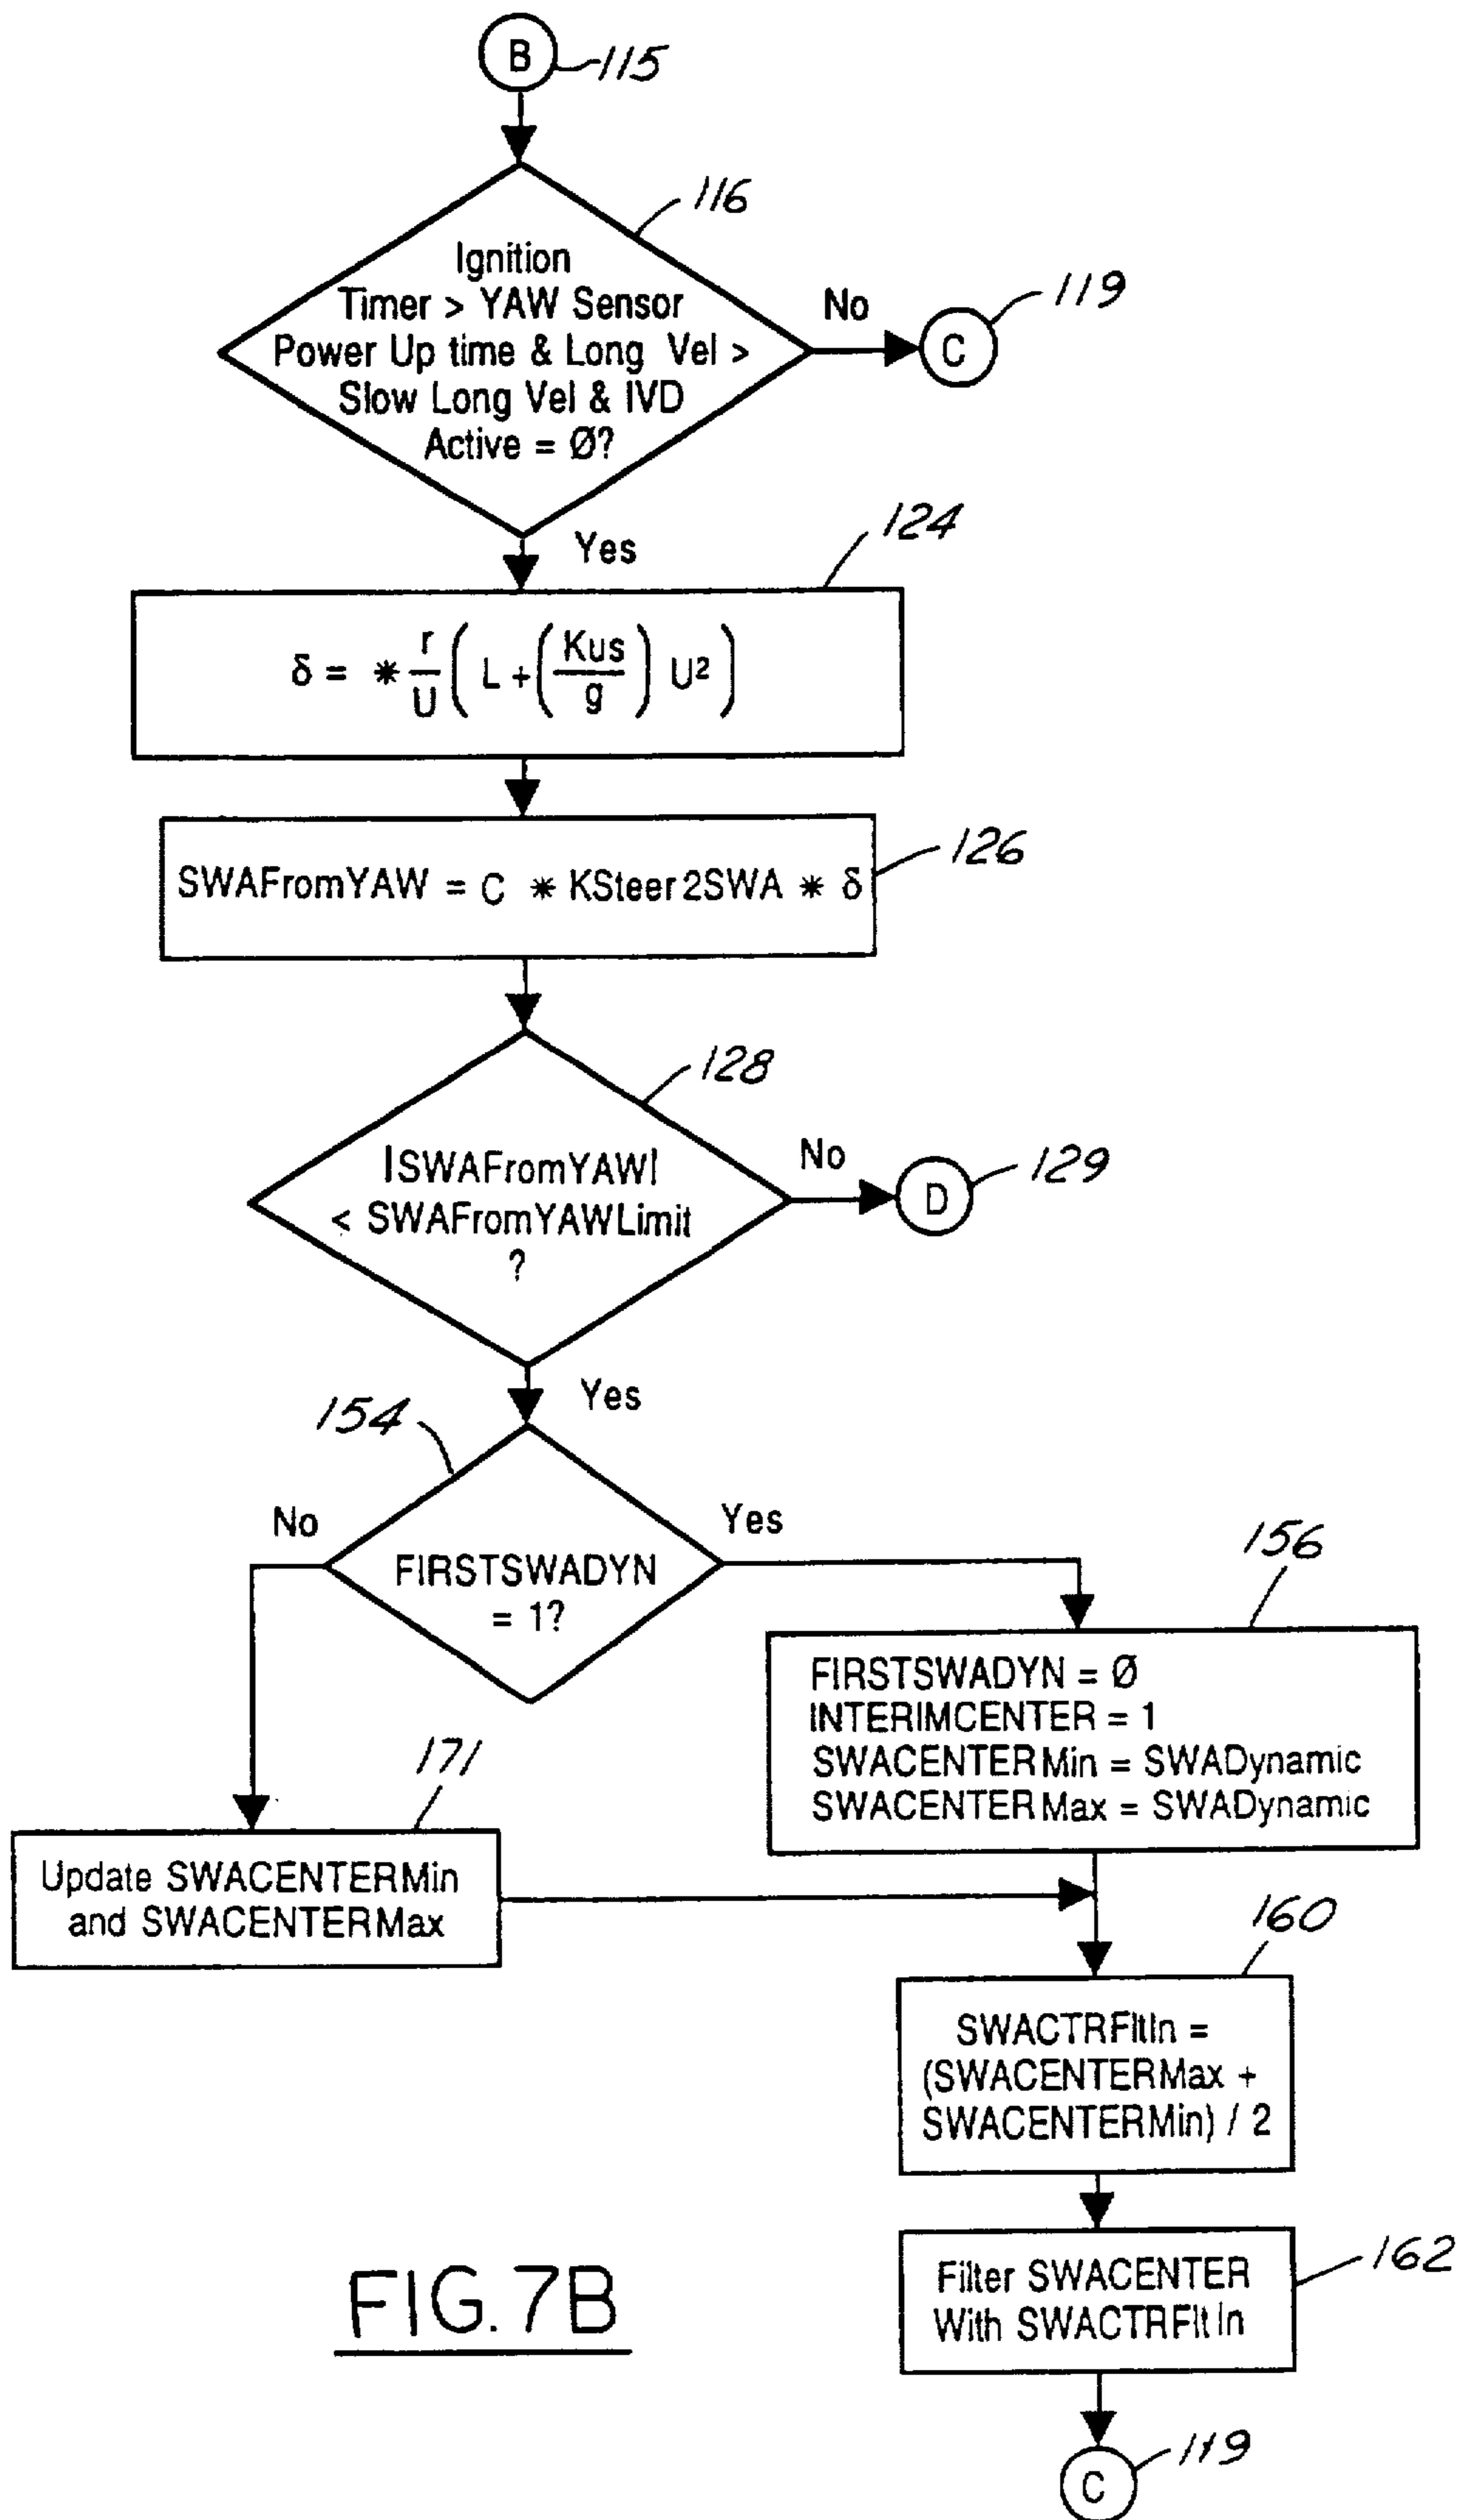 B
115
116
Ignition
Timer > YAW Sensor
Power Up time & Long Vel >
Slow Long Vel & IVD
Active = Ø?
No
C
119
Yes
124
δ = * r/U ( L + ( Kus/g ) U² )
126
SWAFromYAW = C * KSteer2SWA * δ
128
|SWAFromYAW|
< SWAFromYAWLimit
?
No
D
129
Yes
154
No
Yes
FIRSTSWADYN
= 1?
156
FIRSTSWADYN = Ø
INTERIMCENTER = 1
SWACENTERMin = SWADynamic
SWACENTERMax = SWADynamic
171
Update SWACENTERMin
and SWACENTERMax
160
SWACTRFltIn =
(SWACENTERMax +
SWACENTERMin) / 2
162
Filter SWACENTER
With SWACTRFltIn
FIG. 7B
C
119